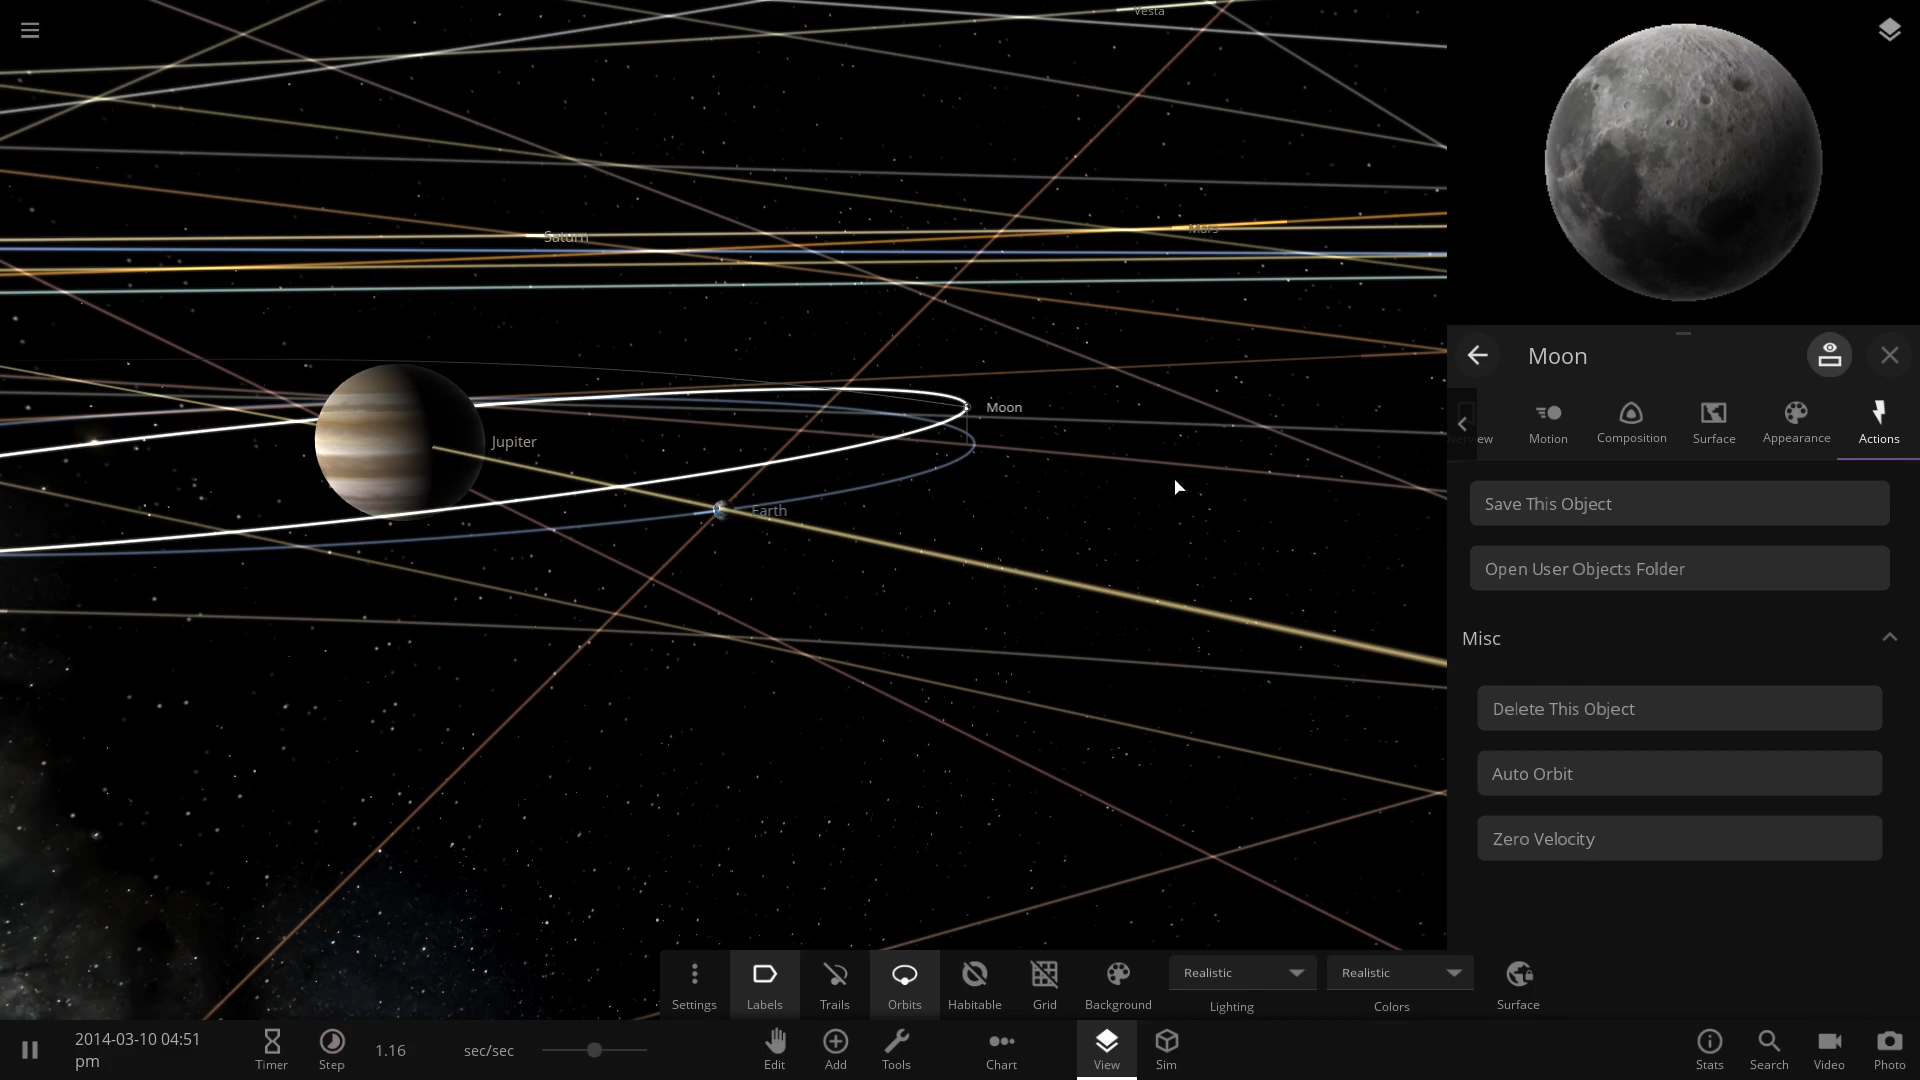 Vesta
Saturn
Mars
Moon
Jupiter
Earth
Moon
Motion
Composition
Surface
Appearance
Actions
Save This Object
Open User Objects Folder
Misc
Delete This Object
Auto Orbit
Zero Velocity
Settings
Labels
Trails
Orbits
Habitable
Grid
Background
Realistic
Lighting
Realistic
Colors
Surface
2014-03-10 04:51
pm
Timer
Step
1.16
sec/sec
Edit
Add
Tools
Chart
View
Sim
Stats
Search
Video
Photo